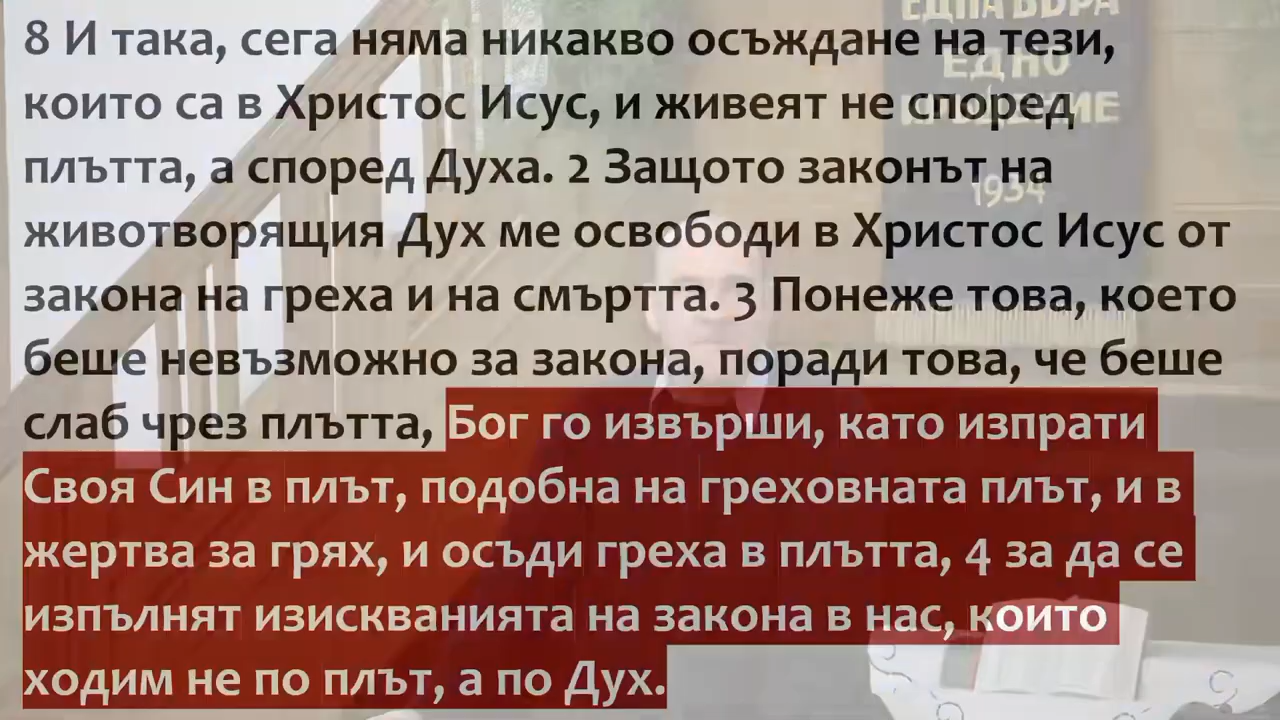 8 И така, сега няма никакво осъждане на тези,
които са в Христос Исус, и живеят не според
плътта, а според Духа. 2 Защото законът на
животворящия Дух ме освободи в Христос Исус от
закона на греха и на смъртта. 3 Понеже това, което
беше невъзможно за закона, поради това, че беше
слаб чрез плътта, Бог го извърши, като изпрати
Своя Син в плът, подобна на греховната плът, и в
жертва за грях, и осъди греха в плътта, 4 за да се
изпълнят изискванията на закона в нас, които
ходим не по плът, а по Дух.
ЕДНА ВЯРА
ЕДНО
1934